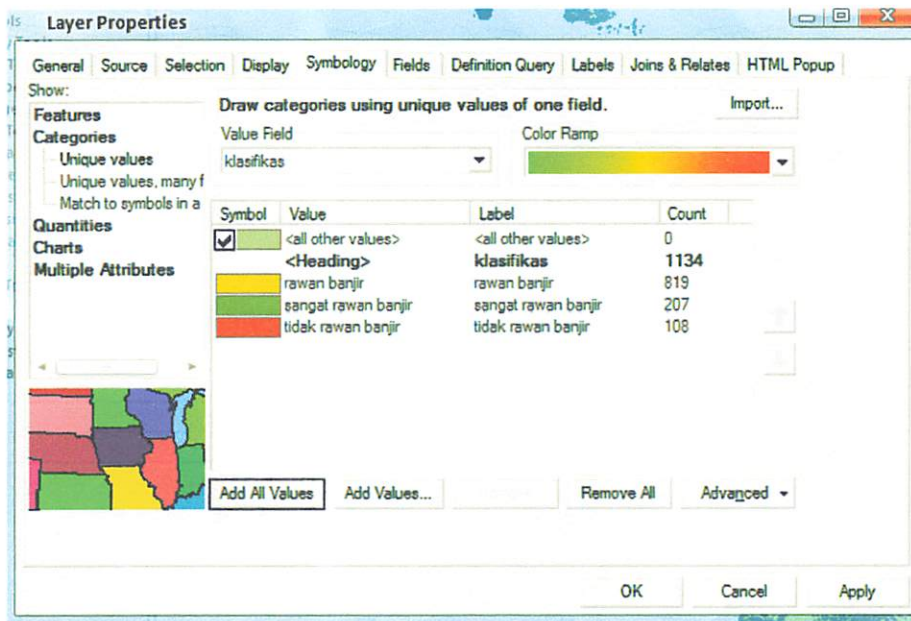 Layer Properties
General Source Selection Display Symbology Fields Definition Query Labels Joins & Relates HTML Popup
Show:
Features
Categories
Unique values
Unique values, many f
Match to symbols in a
Quantities
Charts
Multiple Attributes
Draw categories using unique values of one field.
Import...
Value Field
klasifikas
Color Ramp
Symbol Value Label Count
<all other values> <all other values> 0
<Heading> klasifikas 1134
rawan banjir rawan banjir 819
sangat rawan banjir sangat rawan banjir 207
tidak rawan banjir tidak rawan banjir 108
Add All Values Add Values... Remove All Advanced
OK Cancel Apply